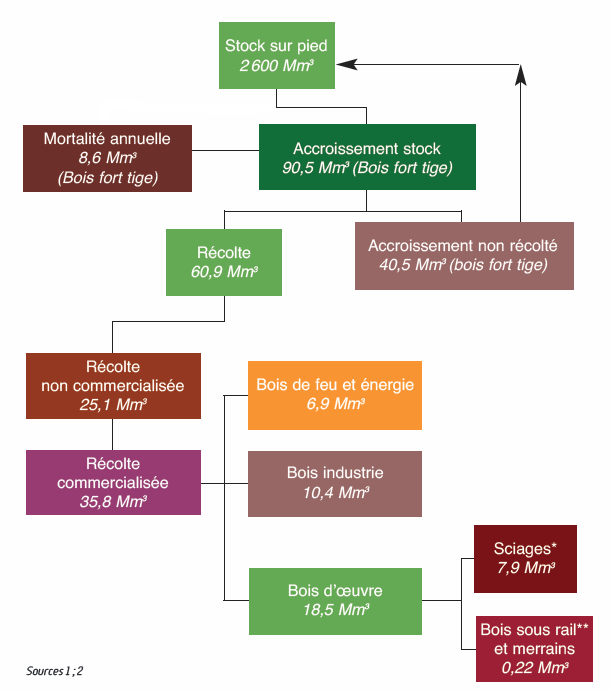 Stock sur pied
2 600 Mm³
Mortalité annuelle
8,6 Mm³
(Bois fort tige)
Accroissement stock
90,5 Mm³ (Bois fort tige)
Récolte
60,9 Mm³
Accroissement non récolté
40,5 Mm³ (bois fort tige)
Récolte
non commercialisée
25,1 Mm³
Bois de feu et énergie
6,9 Mm³
Récolte
commercialisée
35,8 Mm³
Bois industrie
10,4 Mm³
Sciages*
7,9 Mm³
Bois d'œuvre
18,5 Mm³
Bois sous rail**
et merrains
0,22 Mm³
Sources 1 ; 2